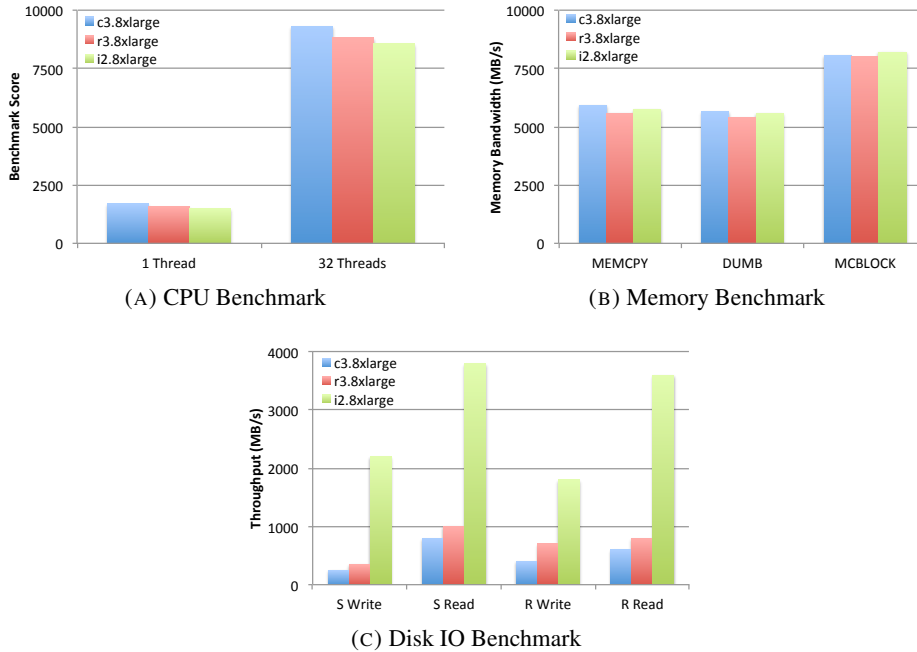 10000
7500
5000
2500
0
Benchmark Score
c3.8xlarge
r3.8xlarge
i2.8xlarge
1 Thread
32 Threads
(A) CPU Benchmark
10000
7500
5000
2500
0
Memory Bandwidth (MB/s)
c3.8xlarge
r3.8xlarge
i2.8xlarge
MEMCPY
DUMB
MCBLOCK
(B) Memory Benchmark
4000
3000
2000
1000
0
Throughput (MB/s)
c3.8xlarge
r3.8xlarge
i2.8xlarge
S Write
S Read
R Write
R Read
(C) Disk IO Benchmark